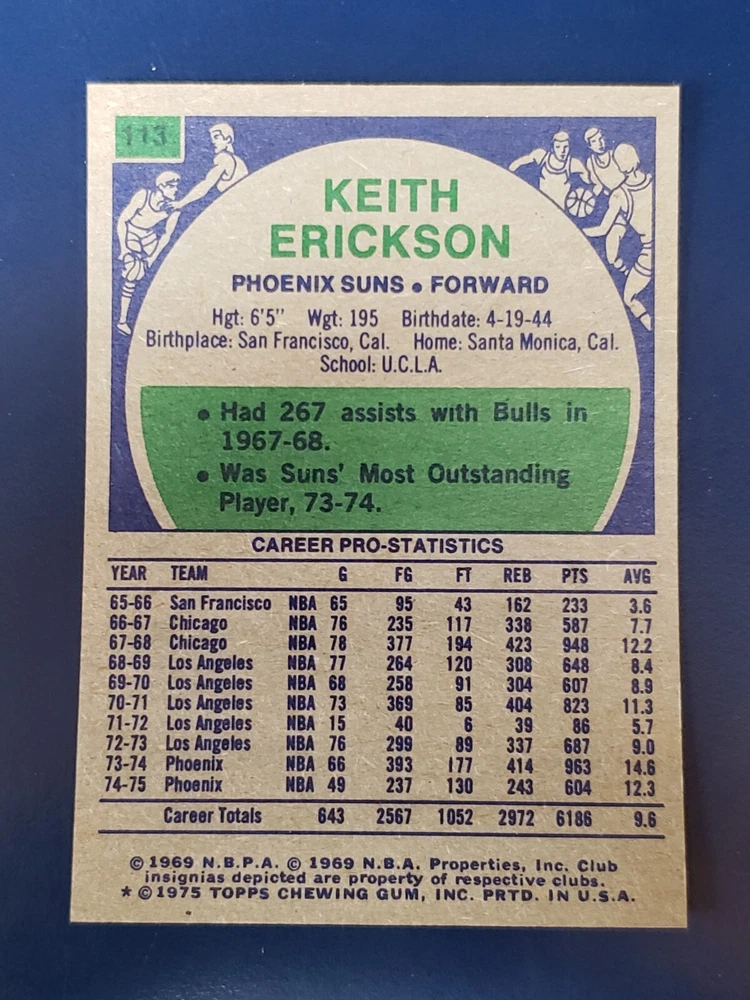 113
KEITH
ERICKSON
PHOENIX SUNS • FORWARD
Hgt: 6'5" Wgt: 195 Birthdate: 4-19-44
Birthplace: San Francisco, Cal. Home: Santa Monica, Cal.
School: U.C.L.A.
• Had 267 assists with Bulls in
1967-68.
• Was Suns' Most Outstanding
Player, 73-74.
CAREER PRO-STATISTICS
YEAR TEAM G FG FT REB PTS AVG
65-66 San Francisco NBA 65 95 43 162 233 3.6
66-67 Chicago NBA 76 235 117 338 587 7.7
67-68 Chicago NBA 78 377 194 423 948 12.2
68-69 Los Angeles NBA 77 264 120 308 648 8.4
69-70 Los Angeles NBA 68 258 91 304 607 8.9
70-71 Los Angeles NBA 73 369 85 404 823 11.3
71-72 Los Angeles NBA 15 40 6 39 86 5.7
72-73 Los Angeles NBA 76 299 89 337 687 9.0
73-74 Phoenix NBA 66 393 177 414 963 14.6
74-75 Phoenix NBA 49 237 130 243 604 12.3
Career Totals 643 2567 1052 2972 6186 9.6
© 1969 N.B.P.A. © 1969 N.B.A. Properties, Inc. Club
insignias depicted are property of respective clubs.
* © 1975 TOPPS CHEWING GUM, INC. PRTD. IN U.S.A.